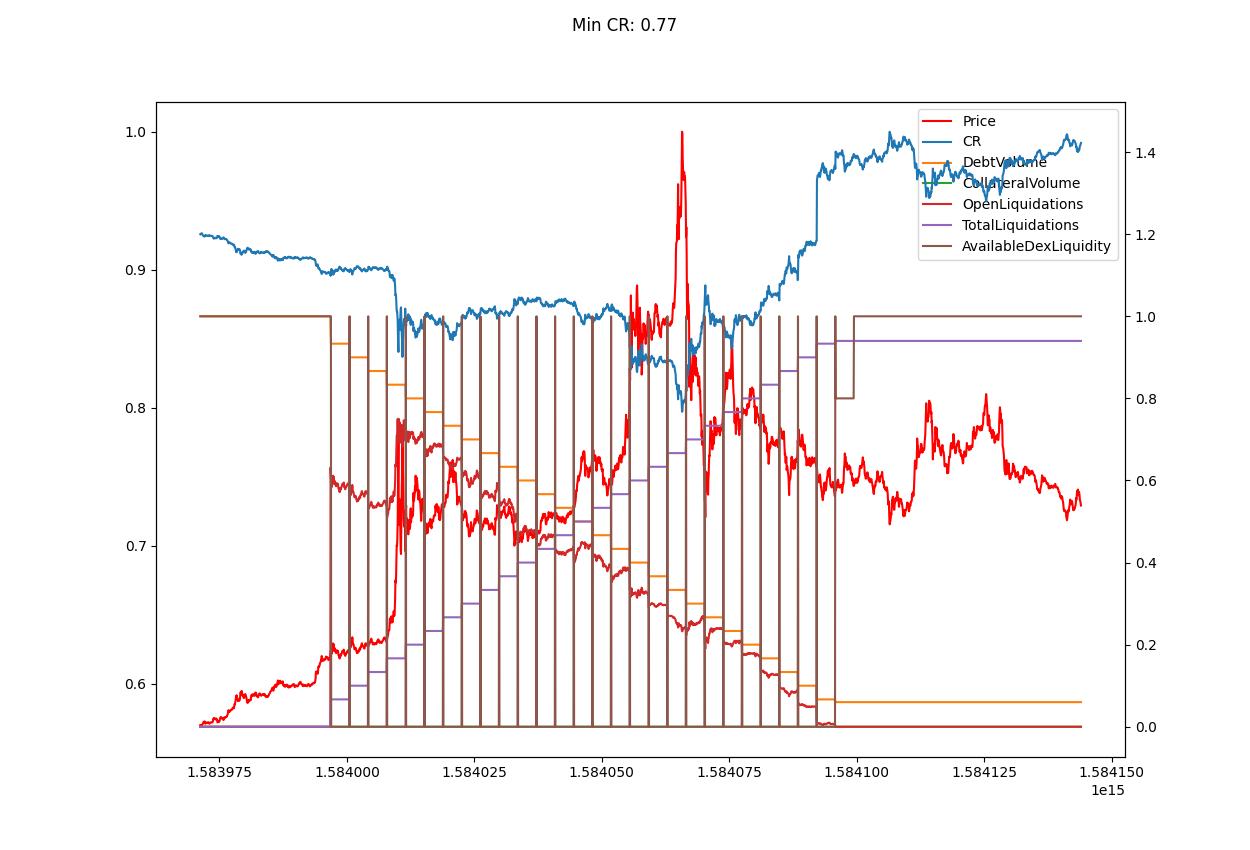 Min CR: 0.77
1.0
0.9
0.8
0.7
0.6
Price
CR
DebtVolume
CollateralVolume
OpenLiquidations
TotalLiquidations
AvailableDexLiquidity
1.4
1.2
1.0
0.8
0.6
0.4
0.2
0.0
1.583975 1.584000 1.584025 1.584050 1.584075 1.584100 1.584125 1.584150
1e15